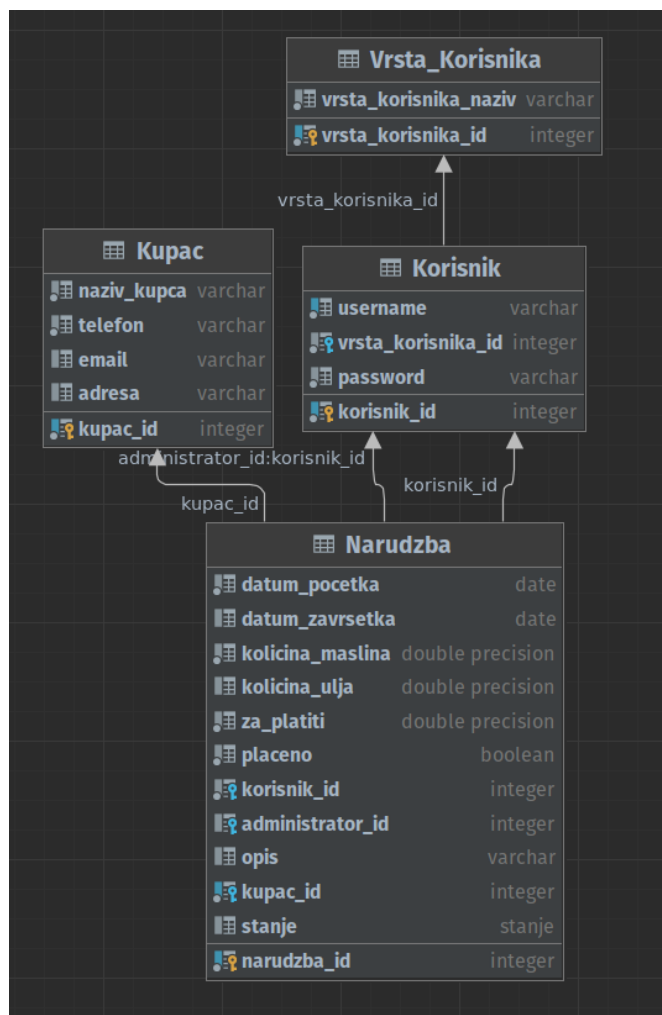 Vrsta_Korisnika
vrsta_korisnika_naziv varchar
vrsta_korisnika_id integer
vrsta_korisnika_id
Kupac
naziv_kupca varchar
telefon varchar
email varchar
adresa varchar
kupac_id integer
Korisnik
username varchar
vrsta_korisnika_id integer
password varchar
korisnik_id integer
administrator_id:korisnik_id
korisnik_id
kupac_id
Narudzba
datum_pocetka date
datum_zavrsetka date
kolicina_maslina double precision
kolicina_ulja double precision
za_platiti double precision
placeno boolean
korisnik_id integer
administrator_id integer
opis varchar
kupac_id integer
stanje stanje
narudzba_id integer